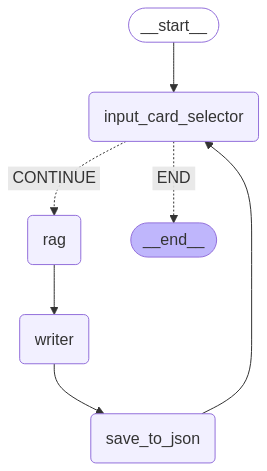 __start__
input_card_selector
CONTINUE
END
rag
__end__
writer
save_to_json